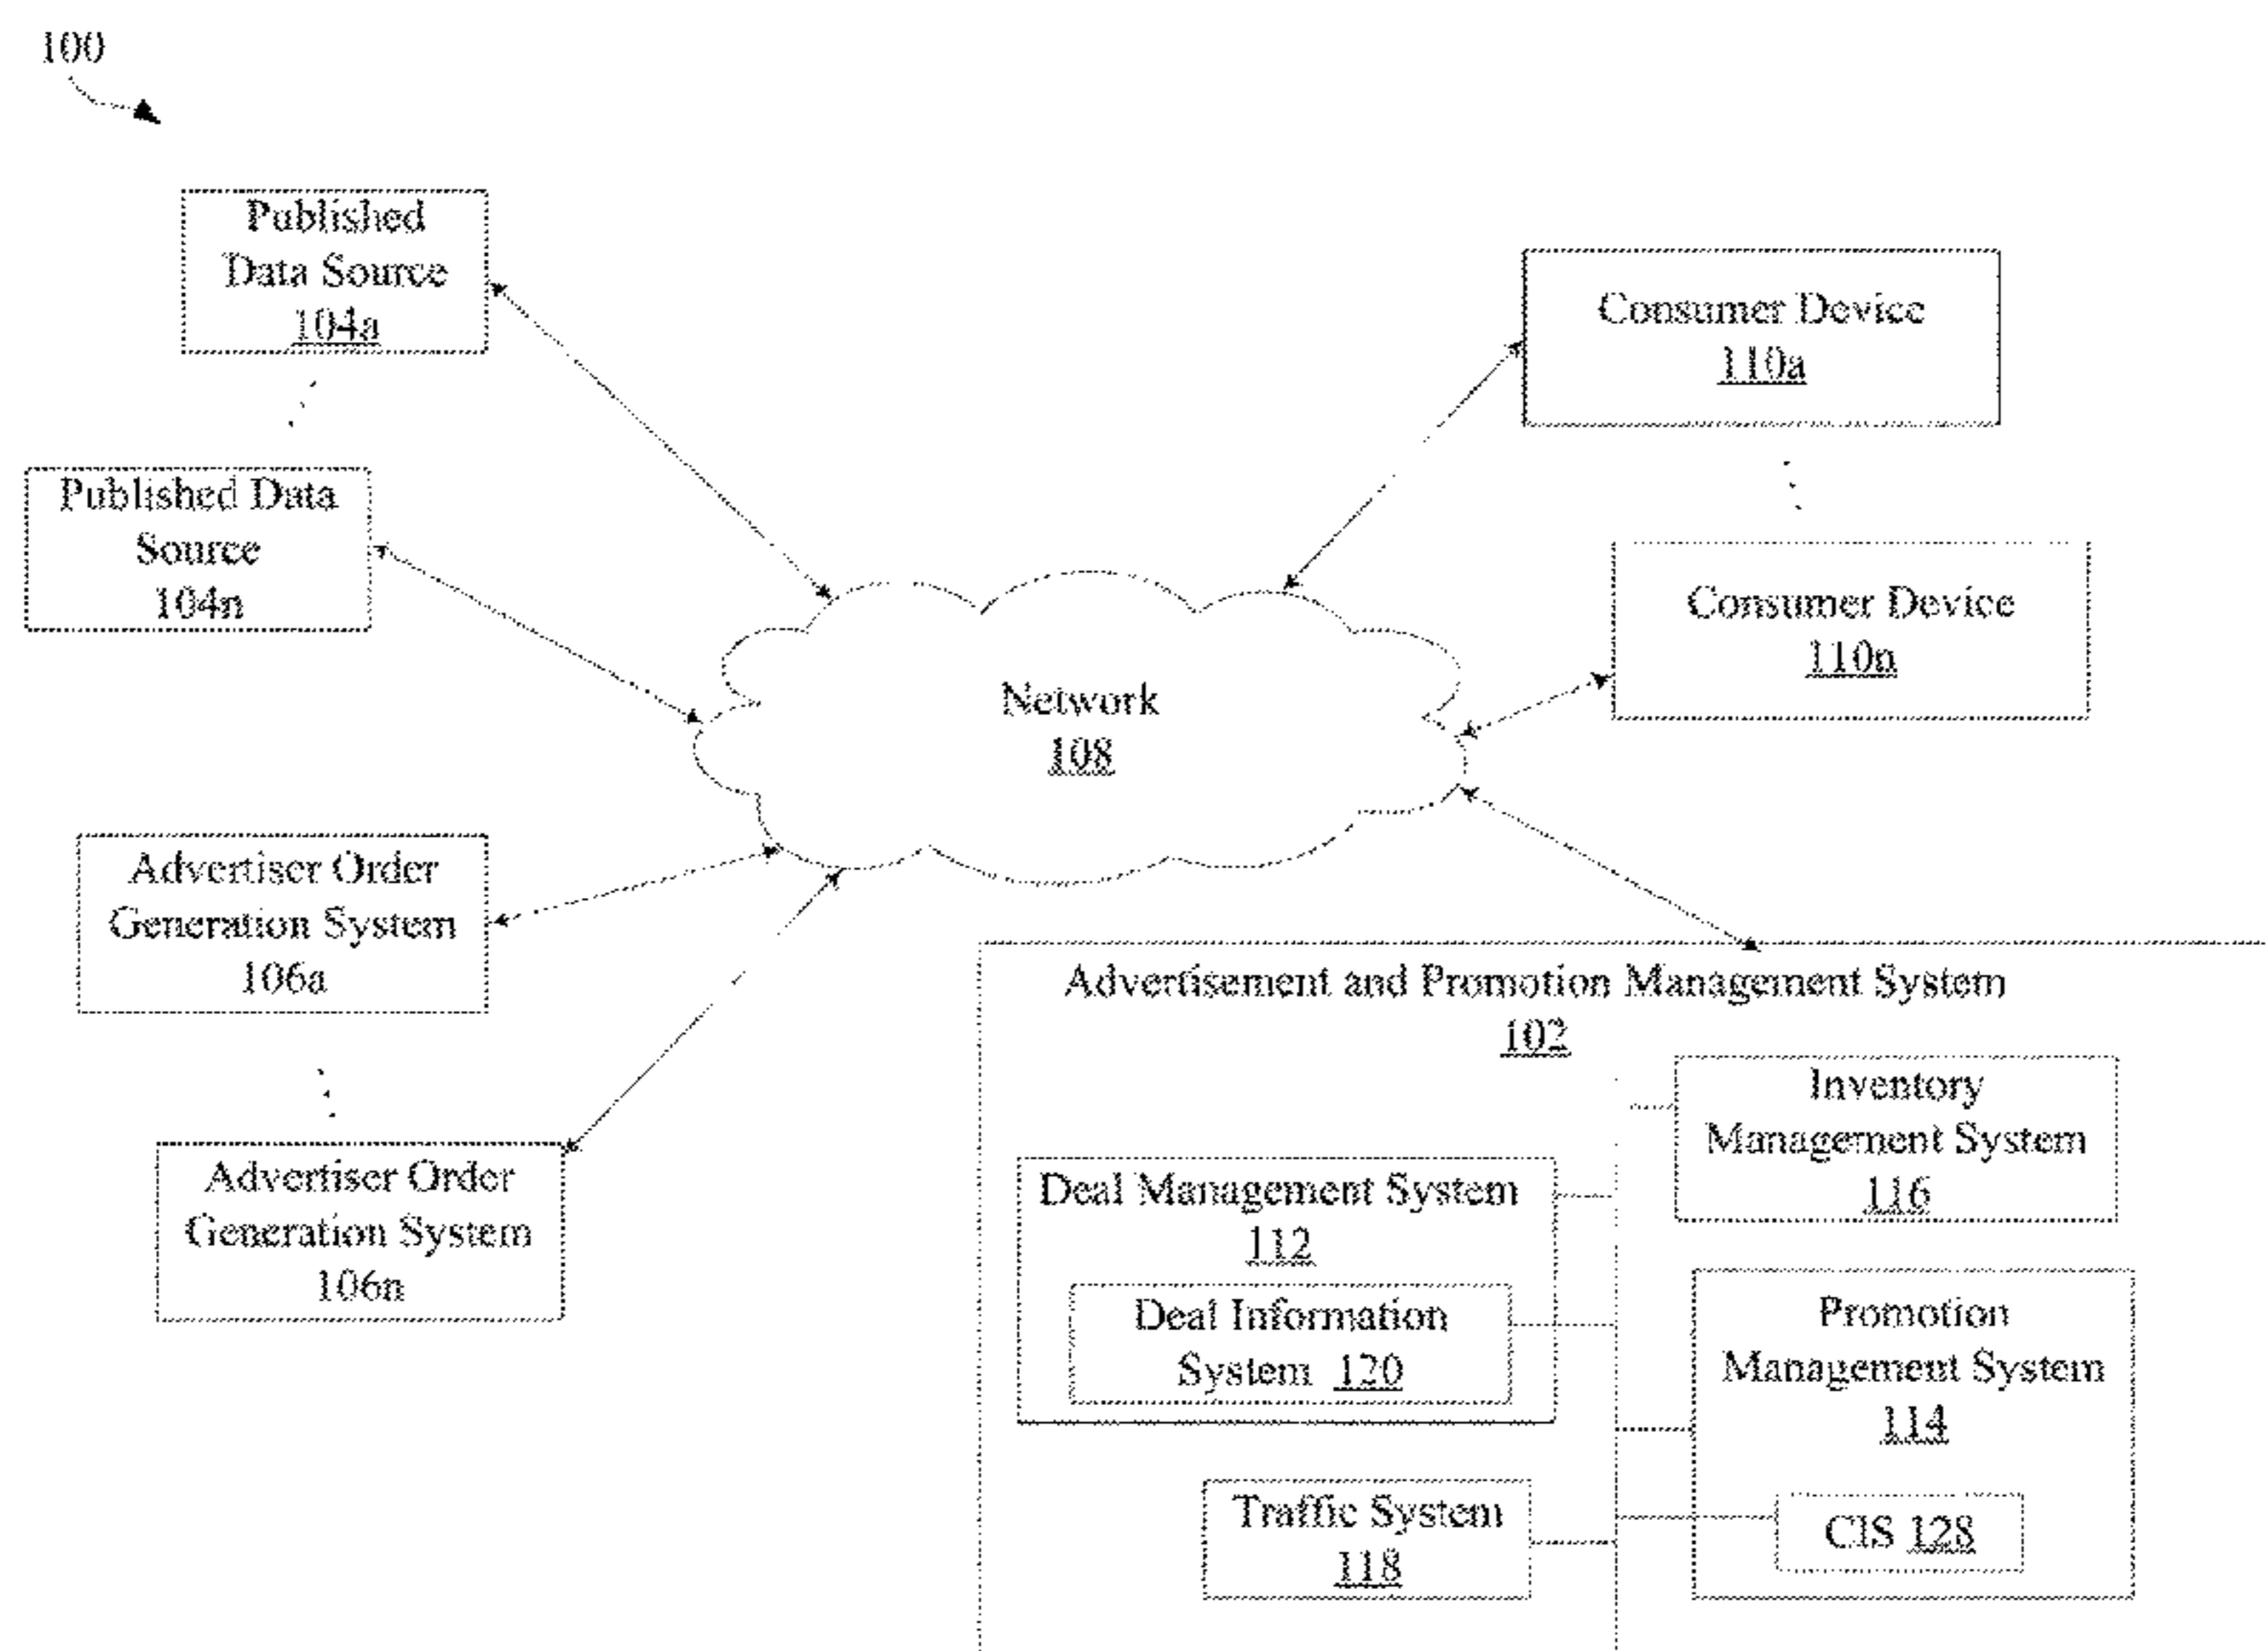 100
Published
Data Source
104a
Published Data
Source
104n
Consumer Device
110a
Consumer Device
110n
Network
108
Advertiser Order
Generation System
106a
Advertiser Order
Generation System
106n
Advertisement and Promotion Management System
102
Inventory
Management System
116
Deal Management System
112
Deal Information
System 120
Promotion
Management System
114
CIS 128
Traffic System
118